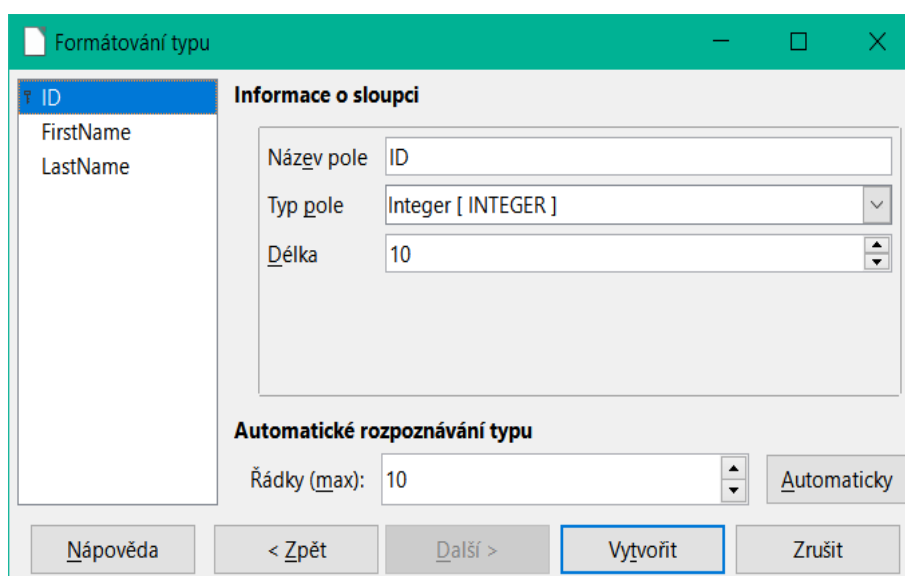 Formátování typu
ID
FirstName
LastName
Informace o sloupci
Název pole ID
Typ pole Integer [ INTEGER ]
Délka 10
Automatické rozpoznávání typu
Řádky (max): 10 Automaticky
Nápověda < Zpět Další > Vytvořit Zrušit